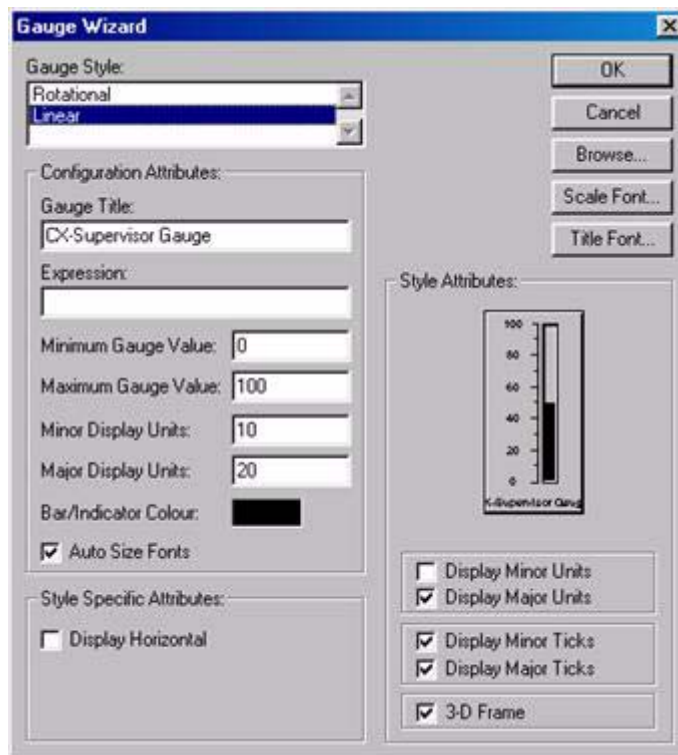 Gauge Wizard
Gauge Style:
Rotational
Linear
OK
Cancel
Browse...
Scale Font...
Title Font...
Configuration Attributes:
Gauge Title:
CX-Supervisor Gauge
Expression:
Minimum Gauge Value: 0
Maximum Gauge Value: 100
Minor Display Units: 10
Major Display Units: 20
Bar/Indicator Colour:
Auto Size Fonts
Style Specific Attributes:
Display Horizontal
Style Attributes:
100
80
60
40
20
0
X-Supervisor Gaug
Display Minor Units
Display Major Units
Display Minor Ticks
Display Major Ticks
3-D Frame